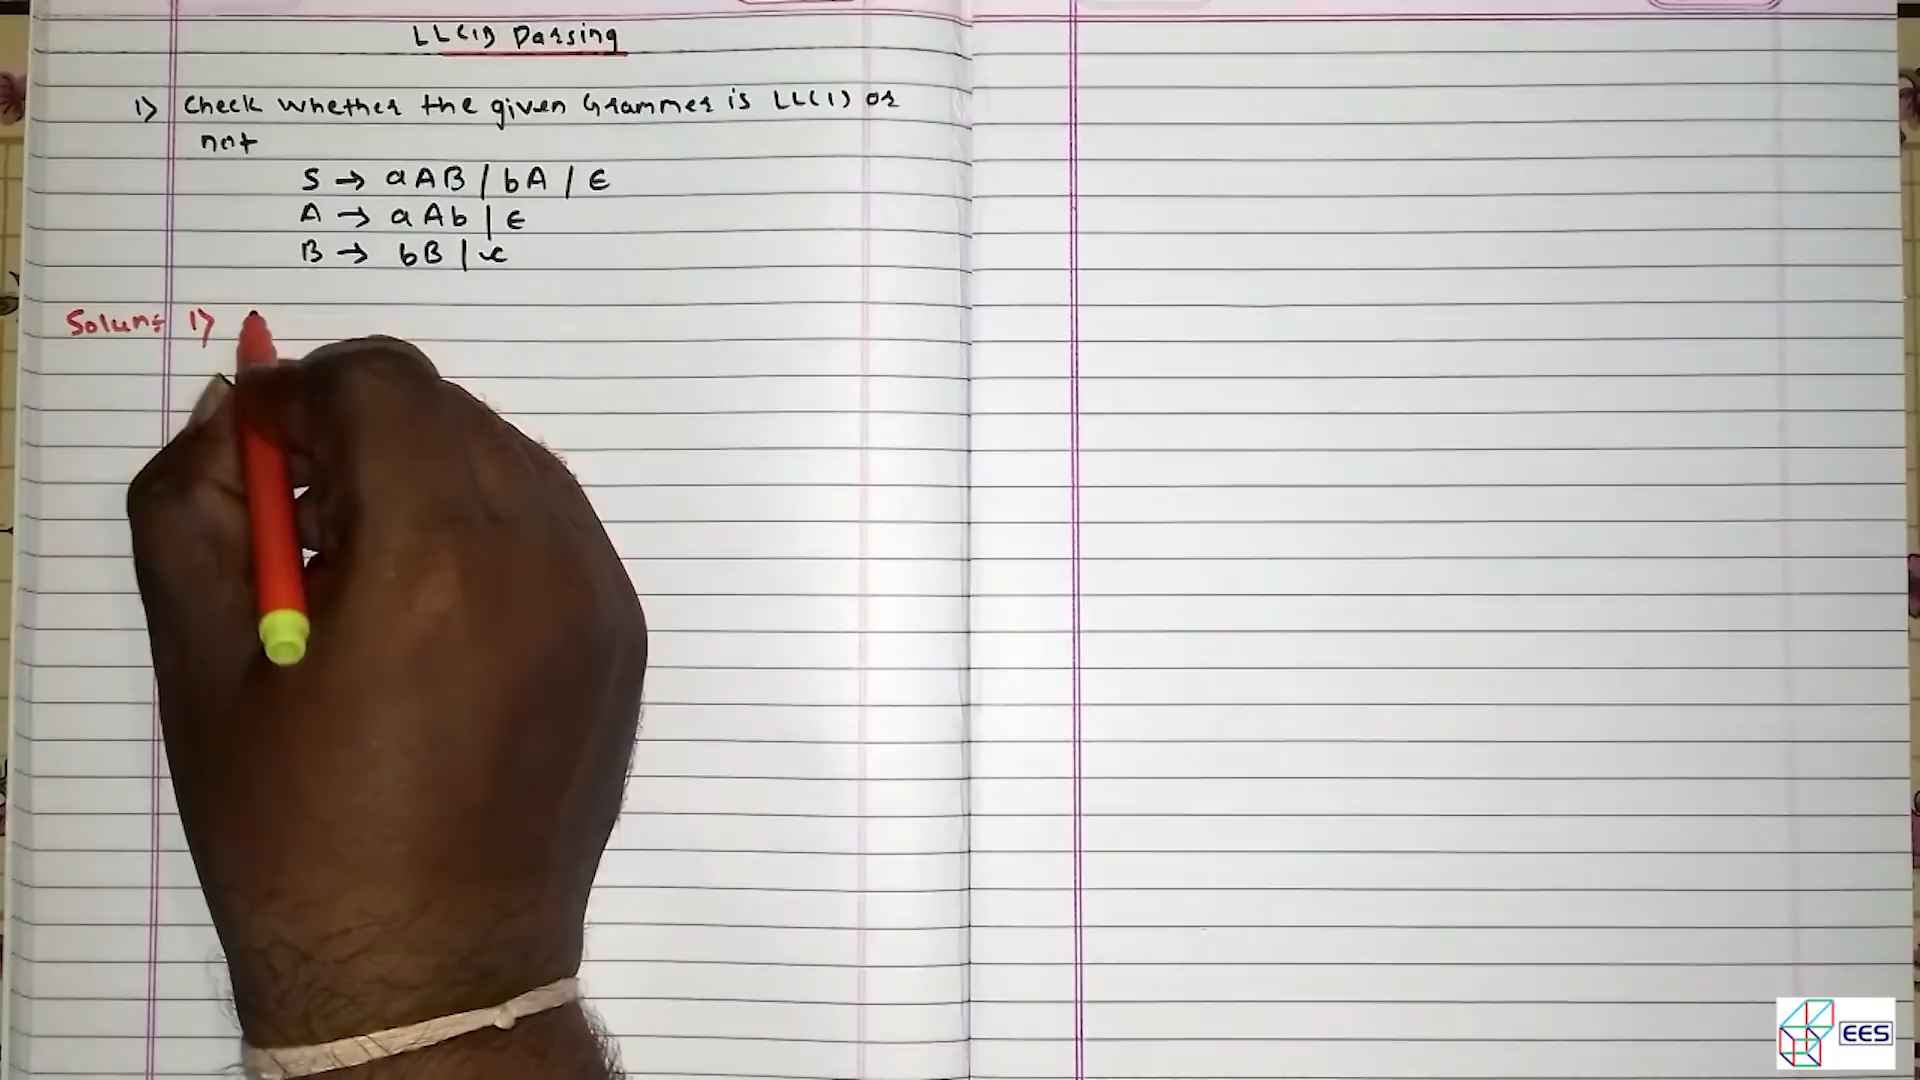 LL(1) Parsing
1) Check whether the given Grammer is LL(1) or
not
S → aAB | bA | ε
A → aAb | ε
B → bB | c
Solun: 1)
EES